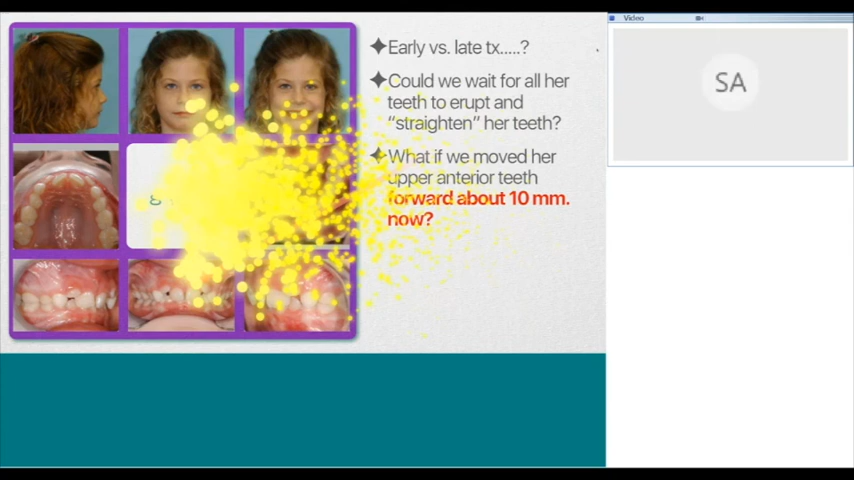 Early vs. late tx.....?
Could we wait for all her
teeth to erupt and
“straighten” her teeth?
What if we moved her
upper anterior teeth
forward about 10 mm.
now?
Video
SA